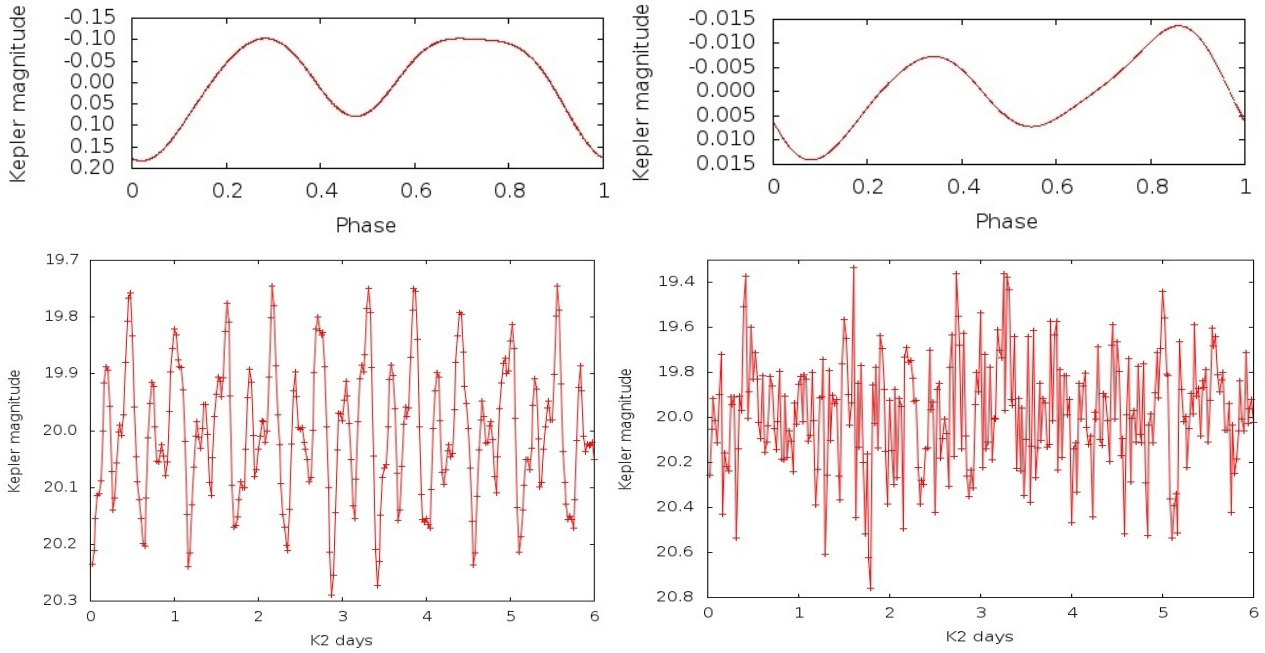 Kepler magnitude
-0.15
-0.10
-0.05
0.00
0.05
0.10
0.15
0.20
0 0.2 0.4 0.6 0.8 1
Phase
Kepler magnitude
-0.015
-0.010
-0.005
0.000
0.005
0.010
0.015
0 0.2 0.4 0.6 0.8 1
Phase
Kepler magnitude
19.7
19.8
19.9
20.0
20.1
20.2
20.3
0 1 2 3 4 5 6
K2 days
Kepler magnitude
19.4
19.6
19.8
20.0
20.2
20.4
20.6
20.8
0 1 2 3 4 5 6
K2 days